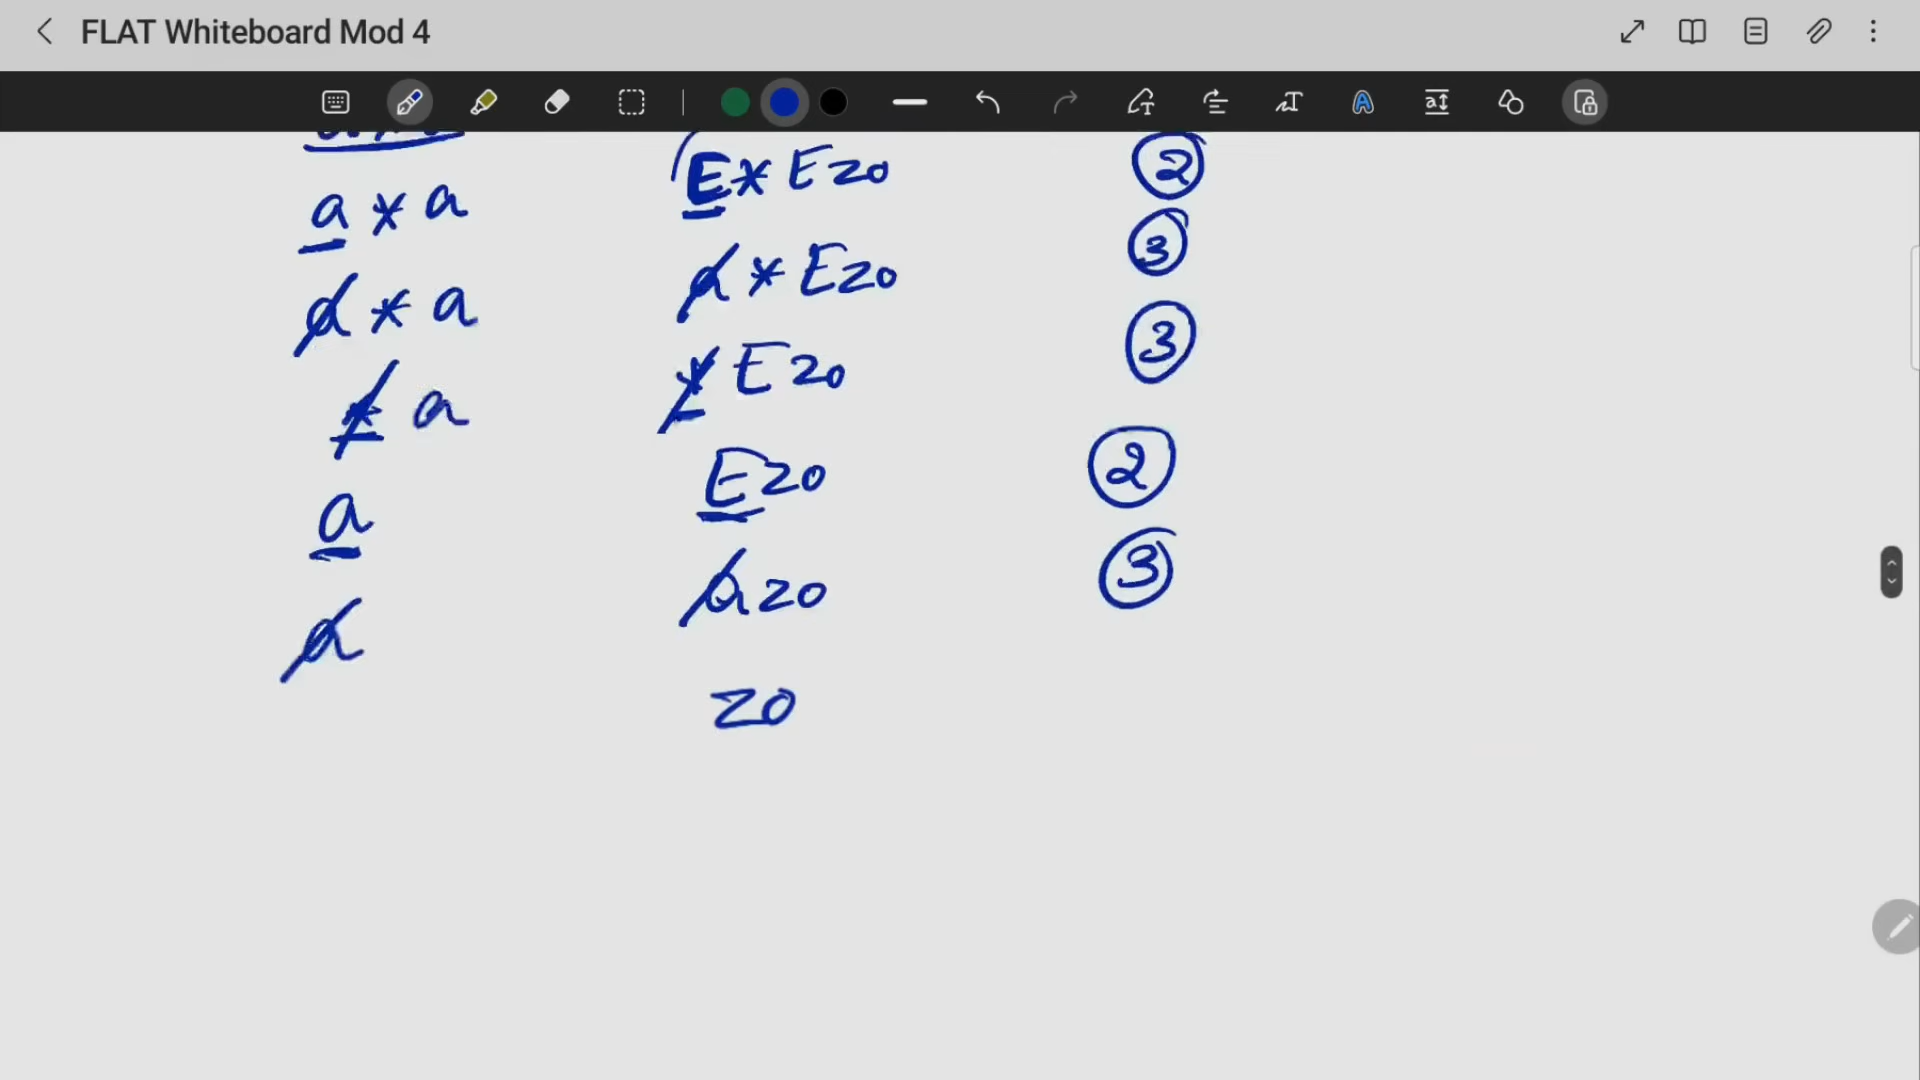 FLAT Whiteboard Mod 4
E * E z0 ②
a * a ③
a * E z0
a * a ③
* E z0
* a
E z0 ②
a
a z0 ③
a
z0